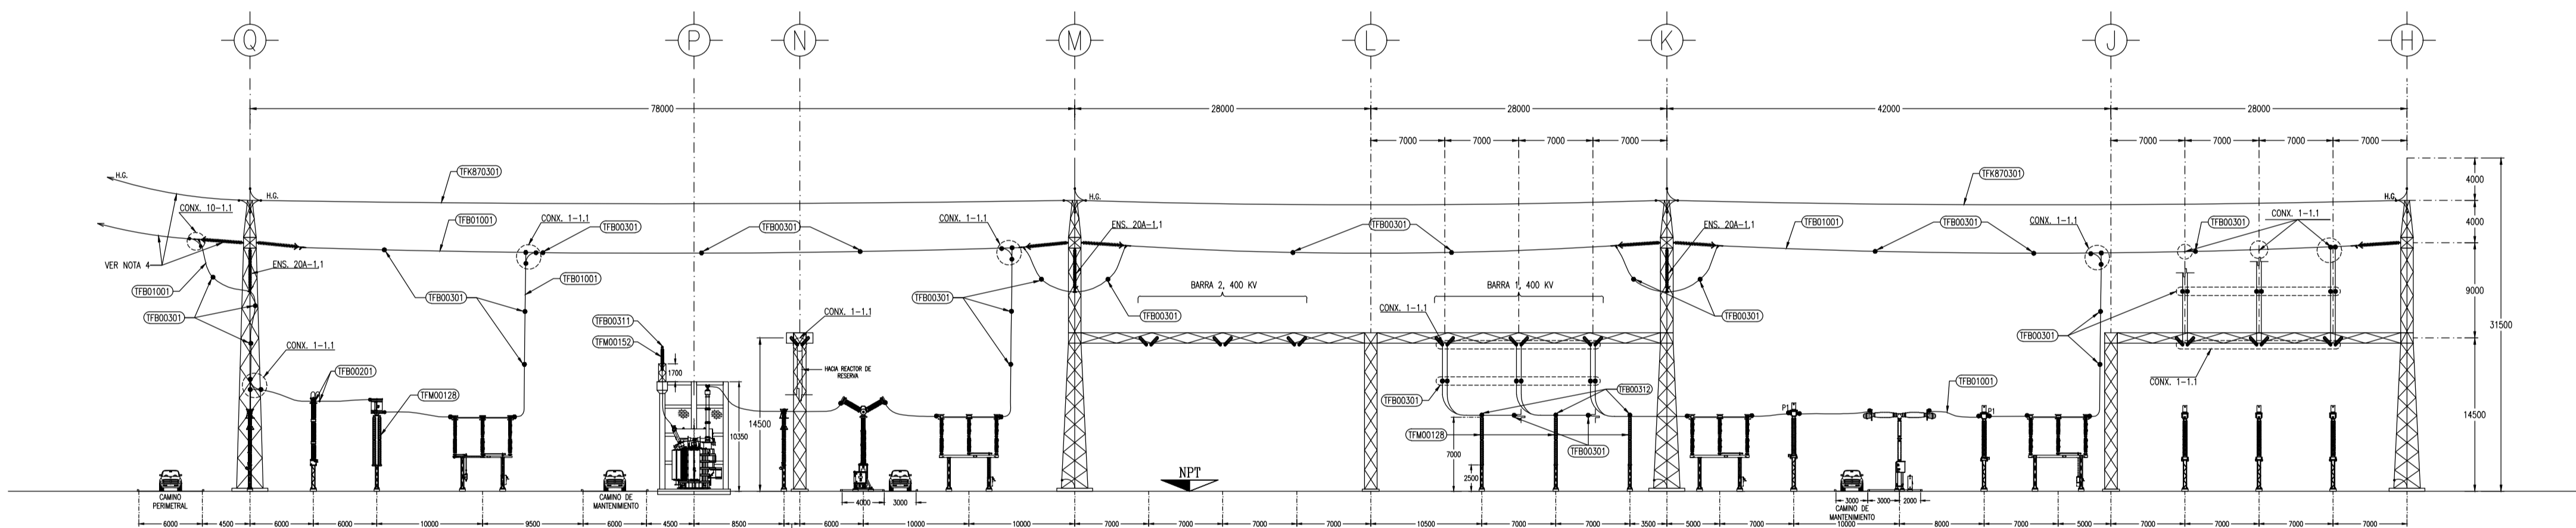 Q P N M L K J H
78000 28000 28000 42000 28000
7000 7000 7000 7000 7000 7000 7000 7000
H.G. H.G. TFK870301 H.G. TFK870301 H.G.
4000
CONX. 10-1.1 TFB01001 CONX. 1-1.1 TFB00301 TFB00301 CONX. 1-1.1 ENS. 20A-1.1 TFB00301 ENS. 20A-1.1 TFB01001 TFB00301 CONX. 1-1.1 TFB00301 CONX. 1-1.1
4000
VER NOTA 4 ENS. 20A-1.1
TFB01001 TFB00301 TFB01001 TFB00301 BARRA 2, 400 KV BARRA 1, 400 KV
9000
TFB00301 TFB00301 TFB00301
31500
CONX. 1-1.1 TFB00311 CONX. 1-1.1 CONX. 1-1.1 TFB00301
TFM00152
TFB00201 1700 HACIA REACTOR DE
RESERVA
TFB01001 CONX. 1-1.1
TFM00128 TFB00301 TFB00312
P1 P1
10350 14500 TFM00128 14500
7000 TFB00301
2500
NPT
CAMINO
PERIMETRAL
CAMINO DE
MANTENIMIENTO
4000 3000
3000 3000 2000
CAMINO DE
MANTENIMIENTO
6000 4500 6000 6000 10000 9500 6000 4500 8500 6000 10000 10000 7000 7000 7000 7000 10500 7000 7000 3500 5000 7000 10000 8000 7000 5000 7000 7000 7000 7000